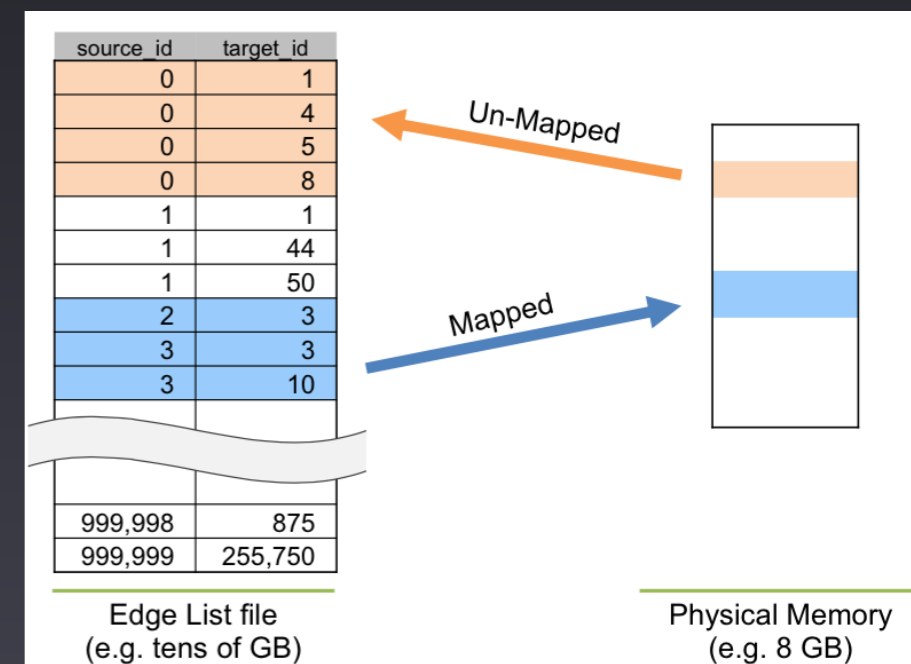 source_id target_id
0 1
0 4
0 5
0 8
1 1
1 44
1 50
2 3
3 3
3 10
999,998 875
999,999 255,750
Un-Mapped
Mapped
Edge List file
(e.g. tens of GB)
Physical Memory
(e.g. 8 GB)